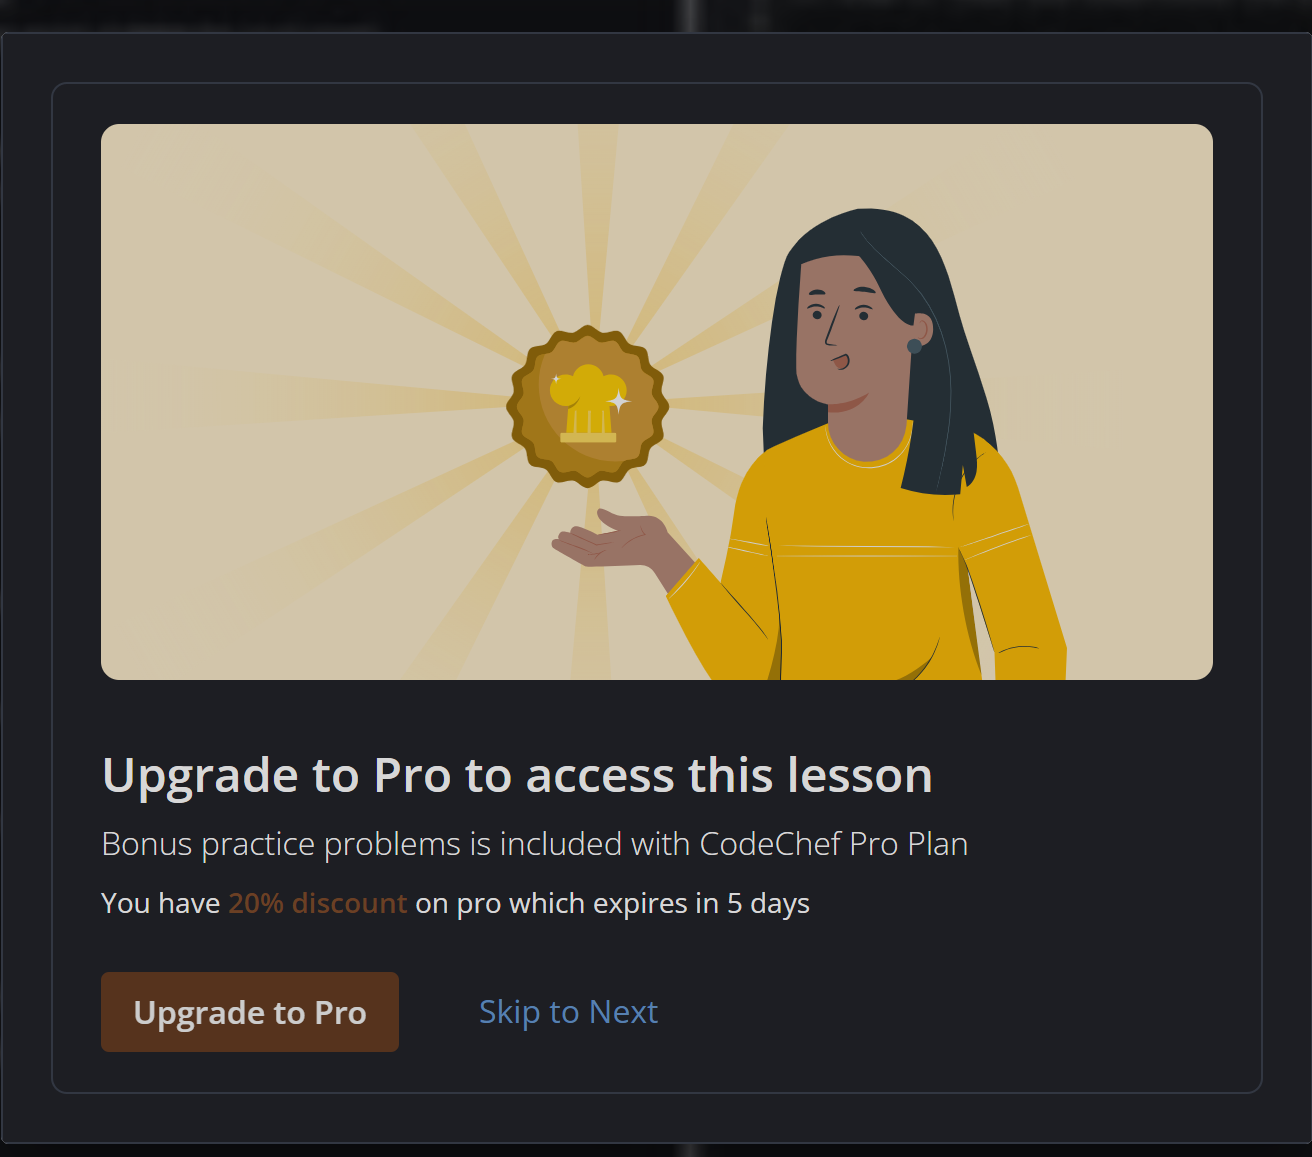 Upgrade to Pro to access this lesson
Bonus practice problems is included with CodeChef Pro Plan
You have 20% discount on pro which expires in 5 days
Upgrade to Pro
Skip to Next